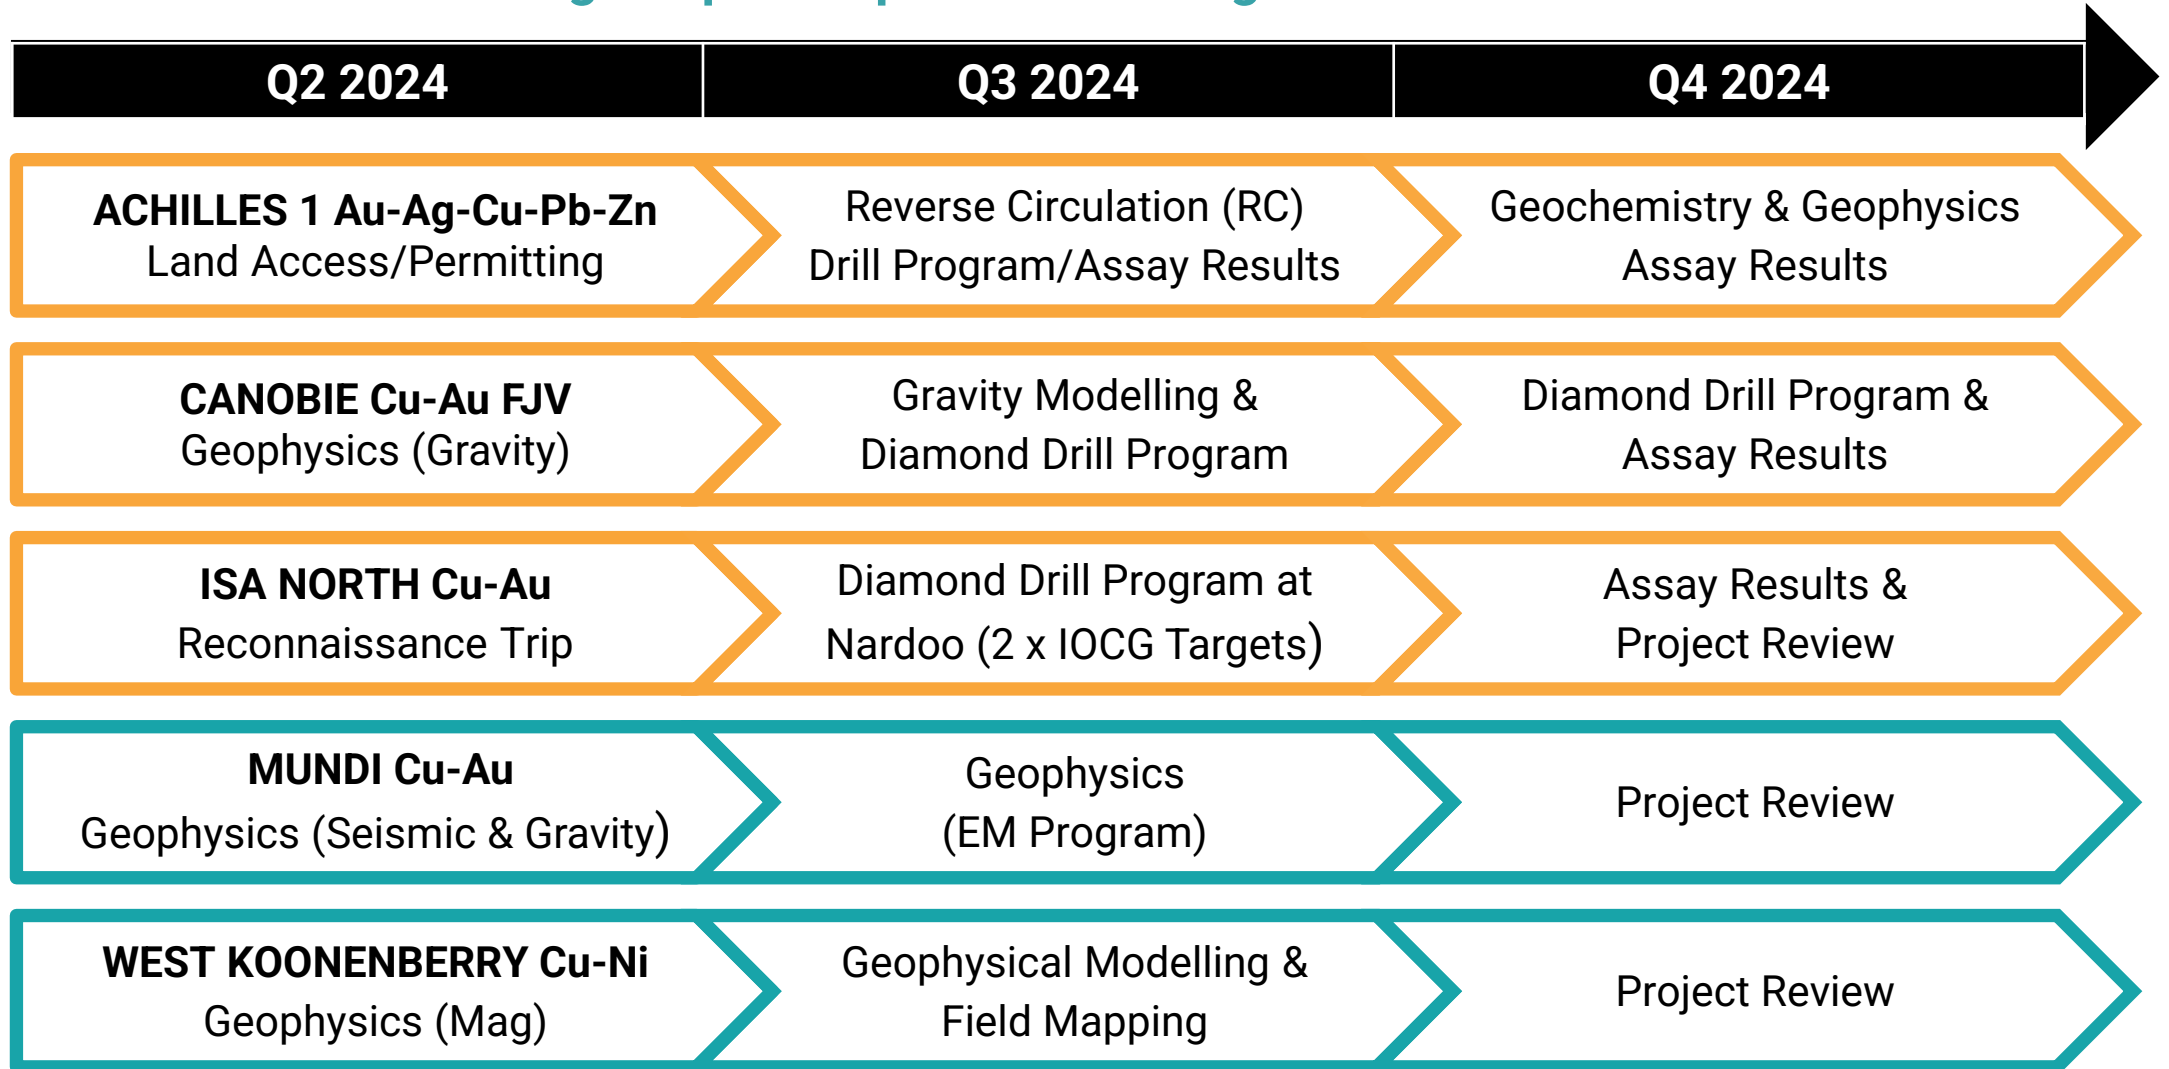 Q2 2024
Q3 2024
Q4 2024
ACHILLES 1 Au-Ag-Cu-Pb-Zn
Land Access/Permitting
Reverse Circulation (RC)
Drill Program/Assay Results
Geochemistry & Geophysics
Assay Results
CANOBIE Cu-Au FJV
Geophysics (Gravity)
Gravity Modelling &
Diamond Drill Program
Diamond Drill Program &
Assay Results
ISA NORTH Cu-Au
Reconnaissance Trip
Diamond Drill Program at
Nardoo (2 x IOCG Targets)
Assay Results &
Project Review
MUNDI Cu-Au
Geophysics (Seismic & Gravity)
Geophysics
(EM Program)
Project Review
WEST KOONENBERRY Cu-Ni
Geophysics (Mag)
Geophysical Modelling &
Field Mapping
Project Review